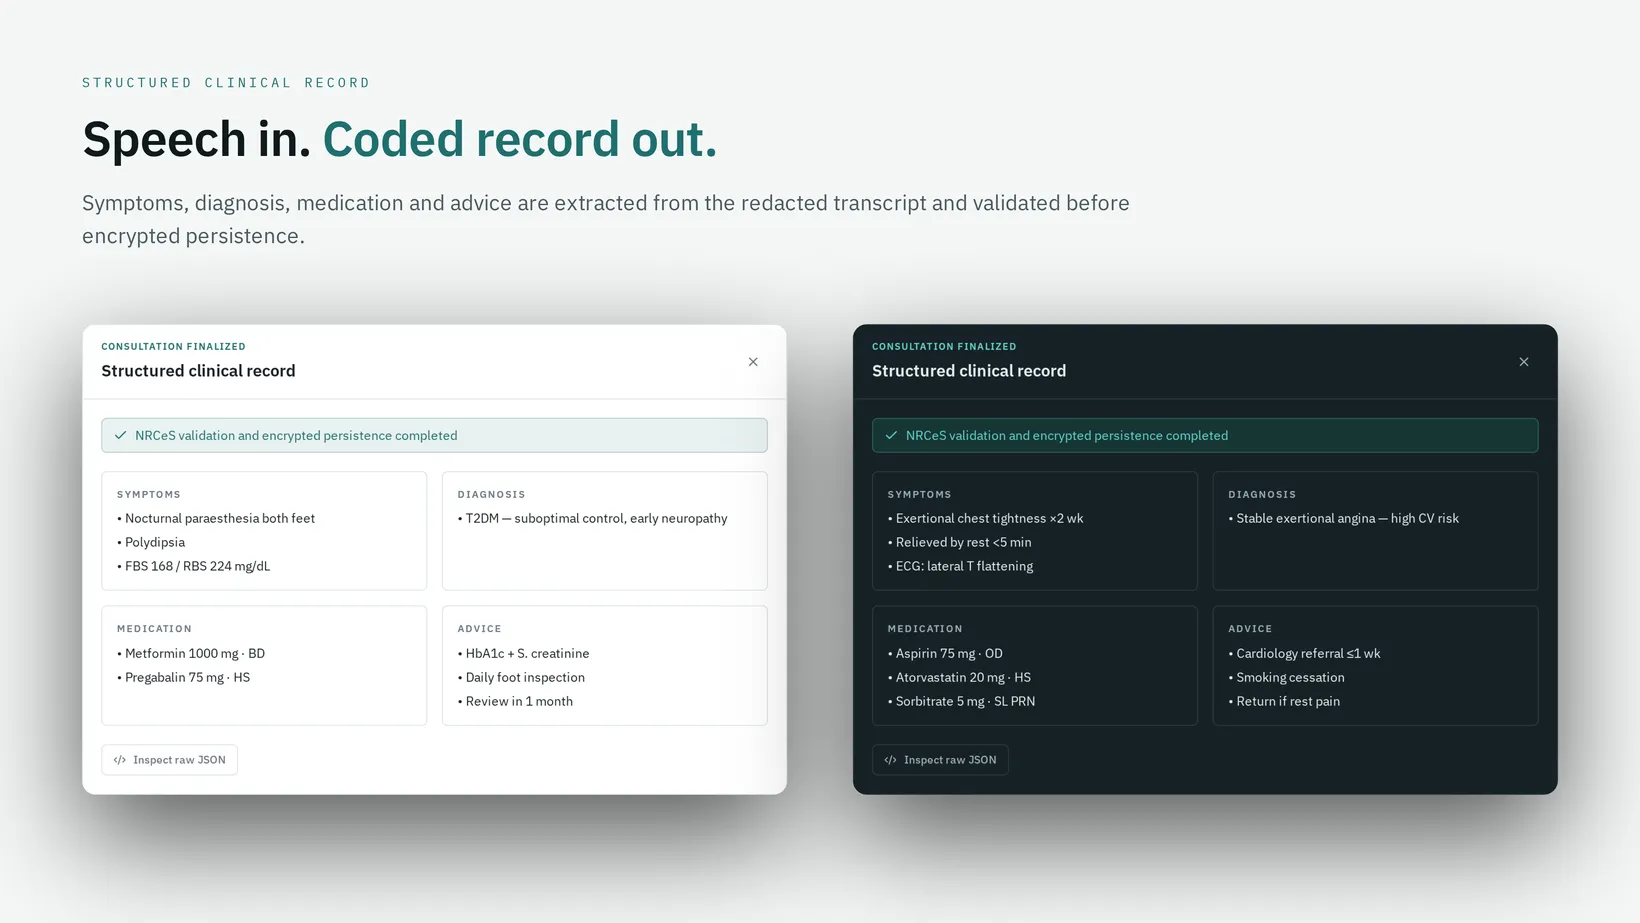 STRUCTURED CLINICAL RECORD
Speech in. Coded record out.
Symptoms, diagnosis, medication and advice are extracted from the redacted transcript and validated before
encrypted persistence.
CONSULTATION FINALIZED
Structured clinical record
NRCeS validation and encrypted persistence completed
SYMPTOMS
• Nocturnal paraesthesia both feet
• Polydipsia
• FBS 168 / RBS 224 mg/dL
DIAGNOSIS
• T2DM — suboptimal control, early neuropathy
MEDICATION
• Metformin 1000 mg · BD
• Pregabalin 75 mg · HS
ADVICE
• HbA1c + S. creatinine
• Daily foot inspection
• Review in 1 month
</> Inspect raw JSON
CONSULTATION FINALIZED
Structured clinical record
NRCeS validation and encrypted persistence completed
SYMPTOMS
• Exertional chest tightness ×2 wk
• Relieved by rest <5 min
• ECG: lateral T flattening
DIAGNOSIS
• Stable exertional angina — high CV risk
MEDICATION
• Aspirin 75 mg · OD
• Atorvastatin 20 mg · HS
• Sorbitrate 5 mg · SL PRN
ADVICE
• Cardiology referral ≤1 wk
• Smoking cessation
• Return if rest pain
</> Inspect raw JSON